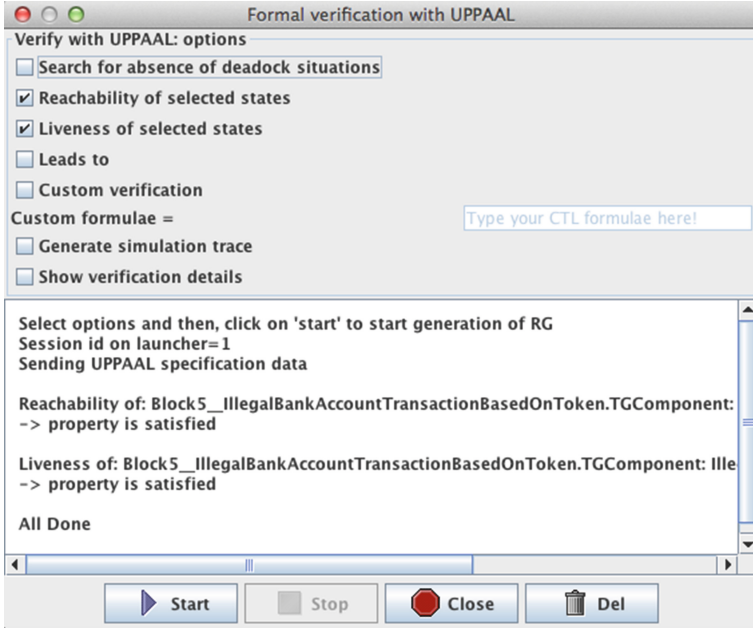 Formal verification with UPPAAL
Verify with UPPAAL: options
Search for absence of deadock situations
Reachability of selected states
Liveness of selected states
Leads to
Custom verification
Custom formulae =
Type your CTL formulae here!
Generate simulation trace
Show verification details
Select options and then, click on 'start' to start generation of RG
Session id on launcher=1
Sending UPPAAL specification data
Reachability of: Block5__IllegalBankAccountTransactionBasedOnToken.TGComponent:
-> property is satisfied
Liveness of: Block5__IllegalBankAccountTransactionBasedOnToken.TGComponent: Ille
-> property is satisfied
All Done
Start
Stop
Close
Del